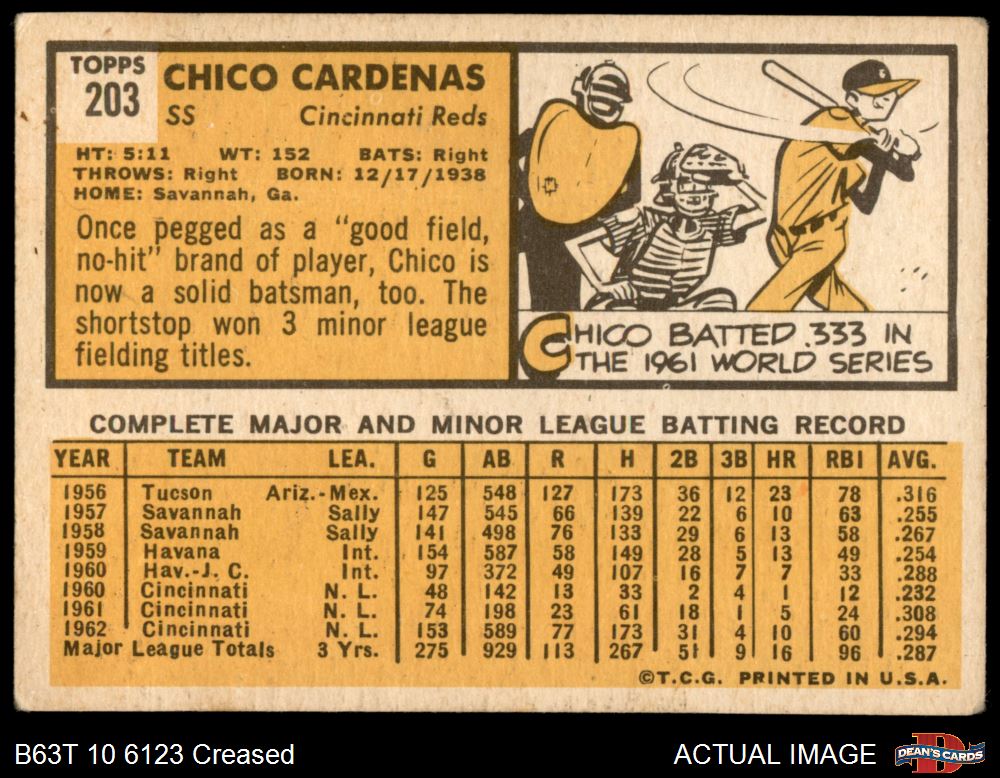 TOPPS
203
CHICO CARDENAS
SS Cincinnati Reds
HT: 5:11 WT: 152 BATS: Right
THROWS: Right BORN: 12/17/1938
HOME: Savannah, Ga.
Once pegged as a "good field,
no-hit" brand of player, Chico is
now a solid batsman, too. The
shortstop won 3 minor league
fielding titles.
CHICO BATTED .333 IN
THE 1961 WORLD SERIES
COMPLETE MAJOR AND MINOR LEAGUE BATTING RECORD
YEAR TEAM LEA. G AB R H 2B 3B HR RBI AVG.
1956 Tucson Ariz.-Mex. 125 548 127 173 36 12 23 78 .316
1957 Savannah Sally 147 545 66 139 22 6 10 63 .255
1958 Savannah Sally 141 498 76 133 29 6 13 58 .267
1959 Havana Int. 154 587 58 149 28 5 13 49 .254
1960 Hav.-J. C. Int. 97 372 49 107 16 7 7 33 .288
1960 Cincinnati N. L. 48 142 13 33 2 4 1 12 .232
1961 Cincinnati N. L. 74 198 23 61 18 1 5 24 .308
1962 Cincinnati N. L. 153 589 77 173 31 4 10 60 .294
Major League Totals 3 Yrs. 275 929 113 267 51 9 16 96 .287
©T.C.G. PRINTED IN U.S.A.
B63T 10 6123 Creased
ACTUAL IMAGE
DEAN'S CARDS